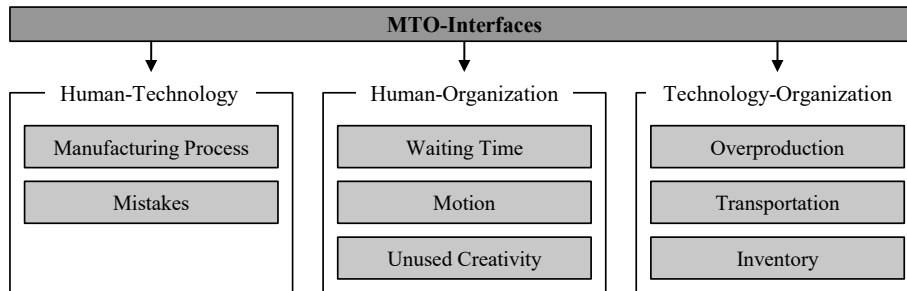 MTO-Interfaces
Human-Technology
Manufacturing Process
Mistakes
Human-Organization
Waiting Time
Motion
Unused Creativity
Technology-Organization
Overproduction
Transportation
Inventory